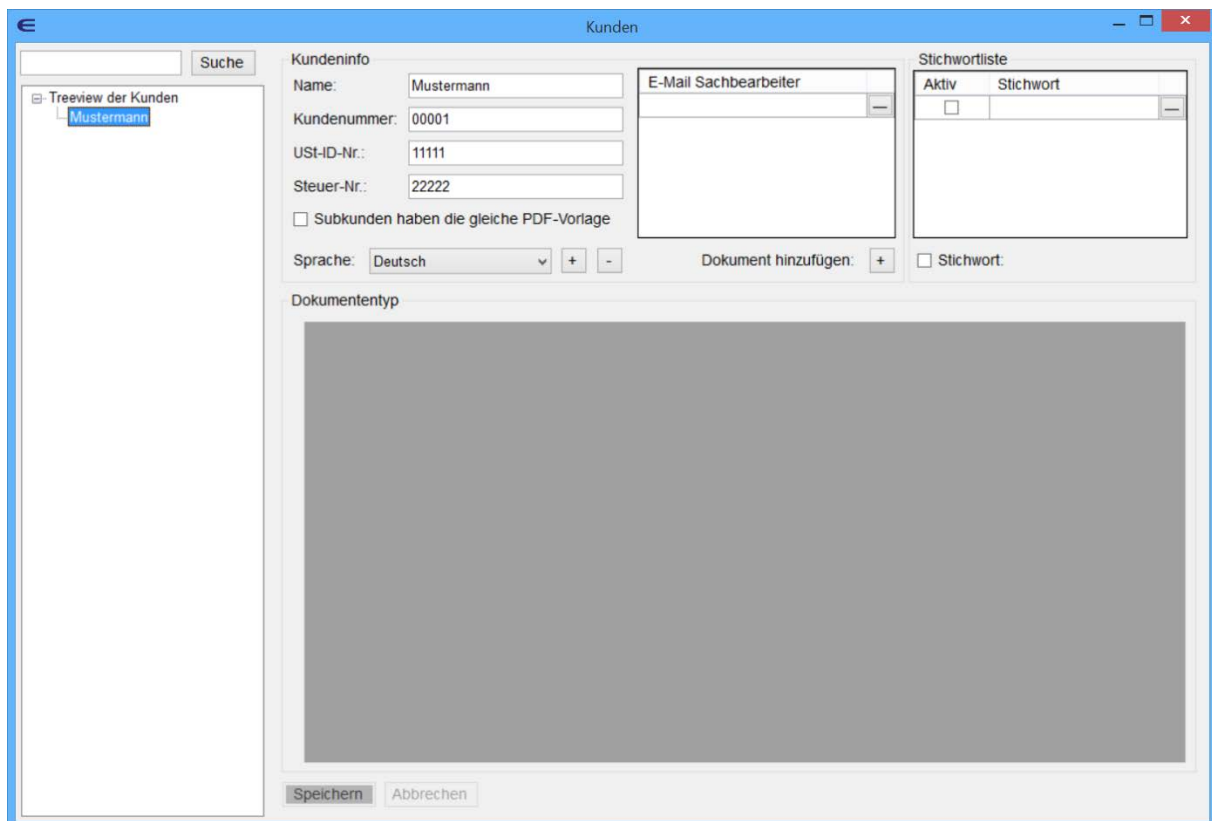 Kunden
Suche
Treeview der Kunden
Mustermann
Kundeninfo
Name: Mustermann
Kundenummer: 00001
USt-ID-Nr.: 11111
Steuer-Nr.: 22222
Subkunden haben die gleiche PDF-Vorlage
Sprache: Deutsch + -
E-Mail Sachbearbeiter
Dokument hinzufügen: +
Stichwortliste
Aktiv Stichwort
Stichwort:
Dokumententyp
Speichern Abbrechen